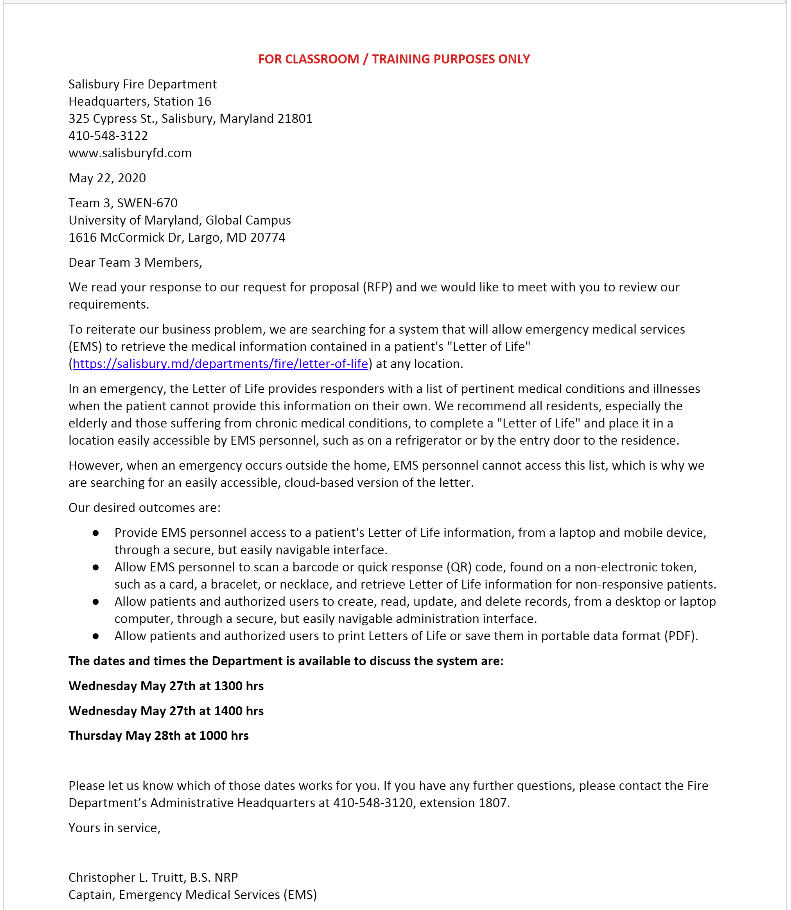 FOR CLASSROOM / TRAINING PURPOSES ONLY
Salisbury Fire Department
Headquarters, Station 16
325 Cypress St., Salisbury, Maryland 21801
410-548-3122
www.salisburyfd.com
May 22, 2020
Team 3, SWEN-670
University of Maryland, Global Campus
1616 McCormick Dr, Largo, MD 20774
Dear Team 3 Members,
We read your response to our request for proposal (RFP) and we would like to meet with you to review our
requirements.
To reiterate our business problem, we are searching for a system that will allow emergency medical services
(EMS) to retrieve the medical information contained in a patient's "Letter of Life"
(https://salisbury.md/departments/fire/letter-of-life) at any location.
In an emergency, the Letter of Life provides responders with a list of pertinent medical conditions and illnesses
when the patient cannot provide this information on their own. We recommend all residents, especially the
elderly and those suffering from chronic medical conditions, to complete a "Letter of Life" and place it in a
location easily accessible by EMS personnel, such as on a refrigerator or by the entry door to the residence.
However, when an emergency occurs outside the home, EMS personnel cannot access this list, which is why we
are searching for an easily accessible, cloud-based version of the letter.
Our desired outcomes are:
● Provide EMS personnel access to a patient's Letter of Life information, from a laptop and mobile device,
through a secure, but easily navigable interface.
● Allow EMS personnel to scan a barcode or quick response (QR) code, found on a non-electronic token,
such as a card, a bracelet, or necklace, and retrieve Letter of Life information for non-responsive patients.
● Allow patients and authorized users to create, read, update, and delete records, from a desktop or laptop
computer, through a secure, but easily navigable administration interface.
● Allow patients and authorized users to print Letters of Life or save them in portable data format (PDF).
The dates and times the Department is available to discuss the system are:
Wednesday May 27th at 1300 hrs
Wednesday May 27th at 1400 hrs
Thursday May 28th at 1000 hrs
Please let us know which of those dates works for you. If you have any further questions, please contact the Fire
Department’s Administrative Headquarters at 410-548-3120, extension 1807.
Yours in service,
Christopher L. Truitt, B.S. NRP
Captain, Emergency Medical Services (EMS)